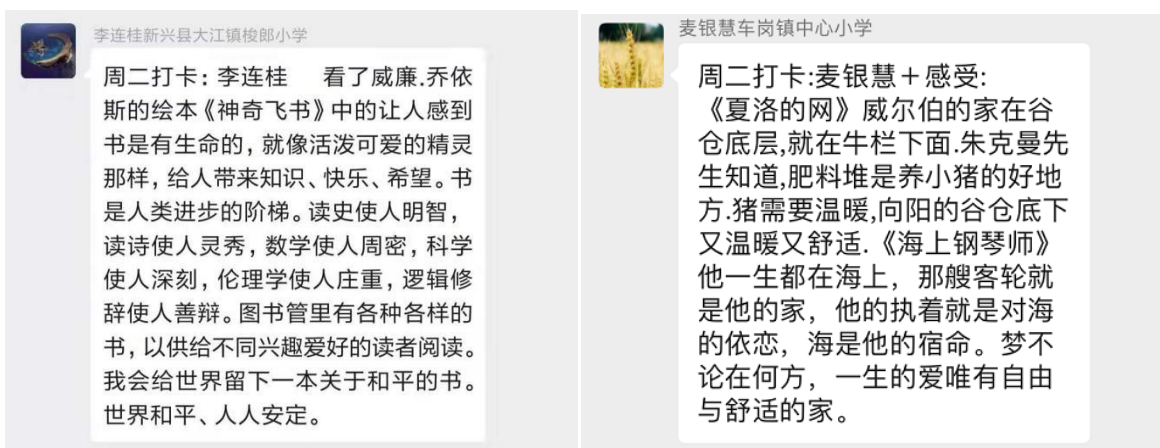 李连桂新兴县大江镇梭郎小学
周二打卡：李连桂 看了威廉.乔依
斯的绘本《神奇飞书》中的让人感到
书是有生命的，就像活泼可爱的精灵
那样，给人带来知识、快乐、希望。书
是人类进步的阶梯。读史使人明智，
读诗使人灵秀，数学使人周密，科学
使人深刻，伦理学使人庄重，逻辑修
辞使人善辩。图书管里有各种各样的
书，以供给不同兴趣爱好的读者阅读。
我会给世界留下一本关于和平的书。
世界和平、人人安定。
麦银慧车岗镇中心小学
周二打卡:麦银慧＋感受:
《夏洛的网》威尔伯的家在谷
仓底层,就在牛栏下面.朱克曼先
生知道,肥料堆是养小猪的好地
方.猪需要温暖,向阳的谷仓底下
又温暖又舒适.《海上钢琴师》
他一生都在海上，那艘客轮就
是他的家，他的执着就是对海
的依恋，海是他的宿命。梦不
论在何方，一生的爱唯有自由
与舒适的家。